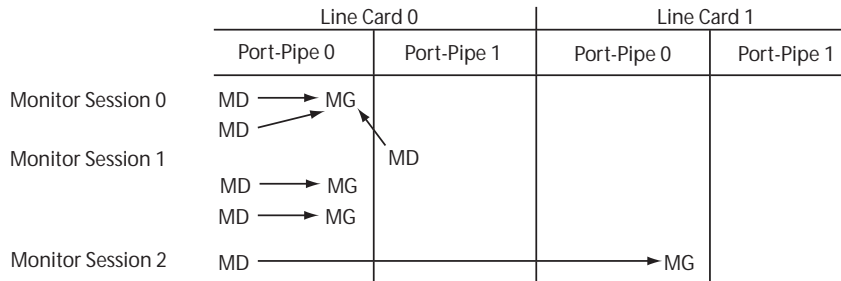 Line Card 0 Line Card 1
Port-Pipe 0 Port-Pipe 1 Port-Pipe 0 Port-Pipe 1
Monitor Session 0 MD MG
MD
Monitor Session 1 MD
MD MG
MD MG
Monitor Session 2 MD MG